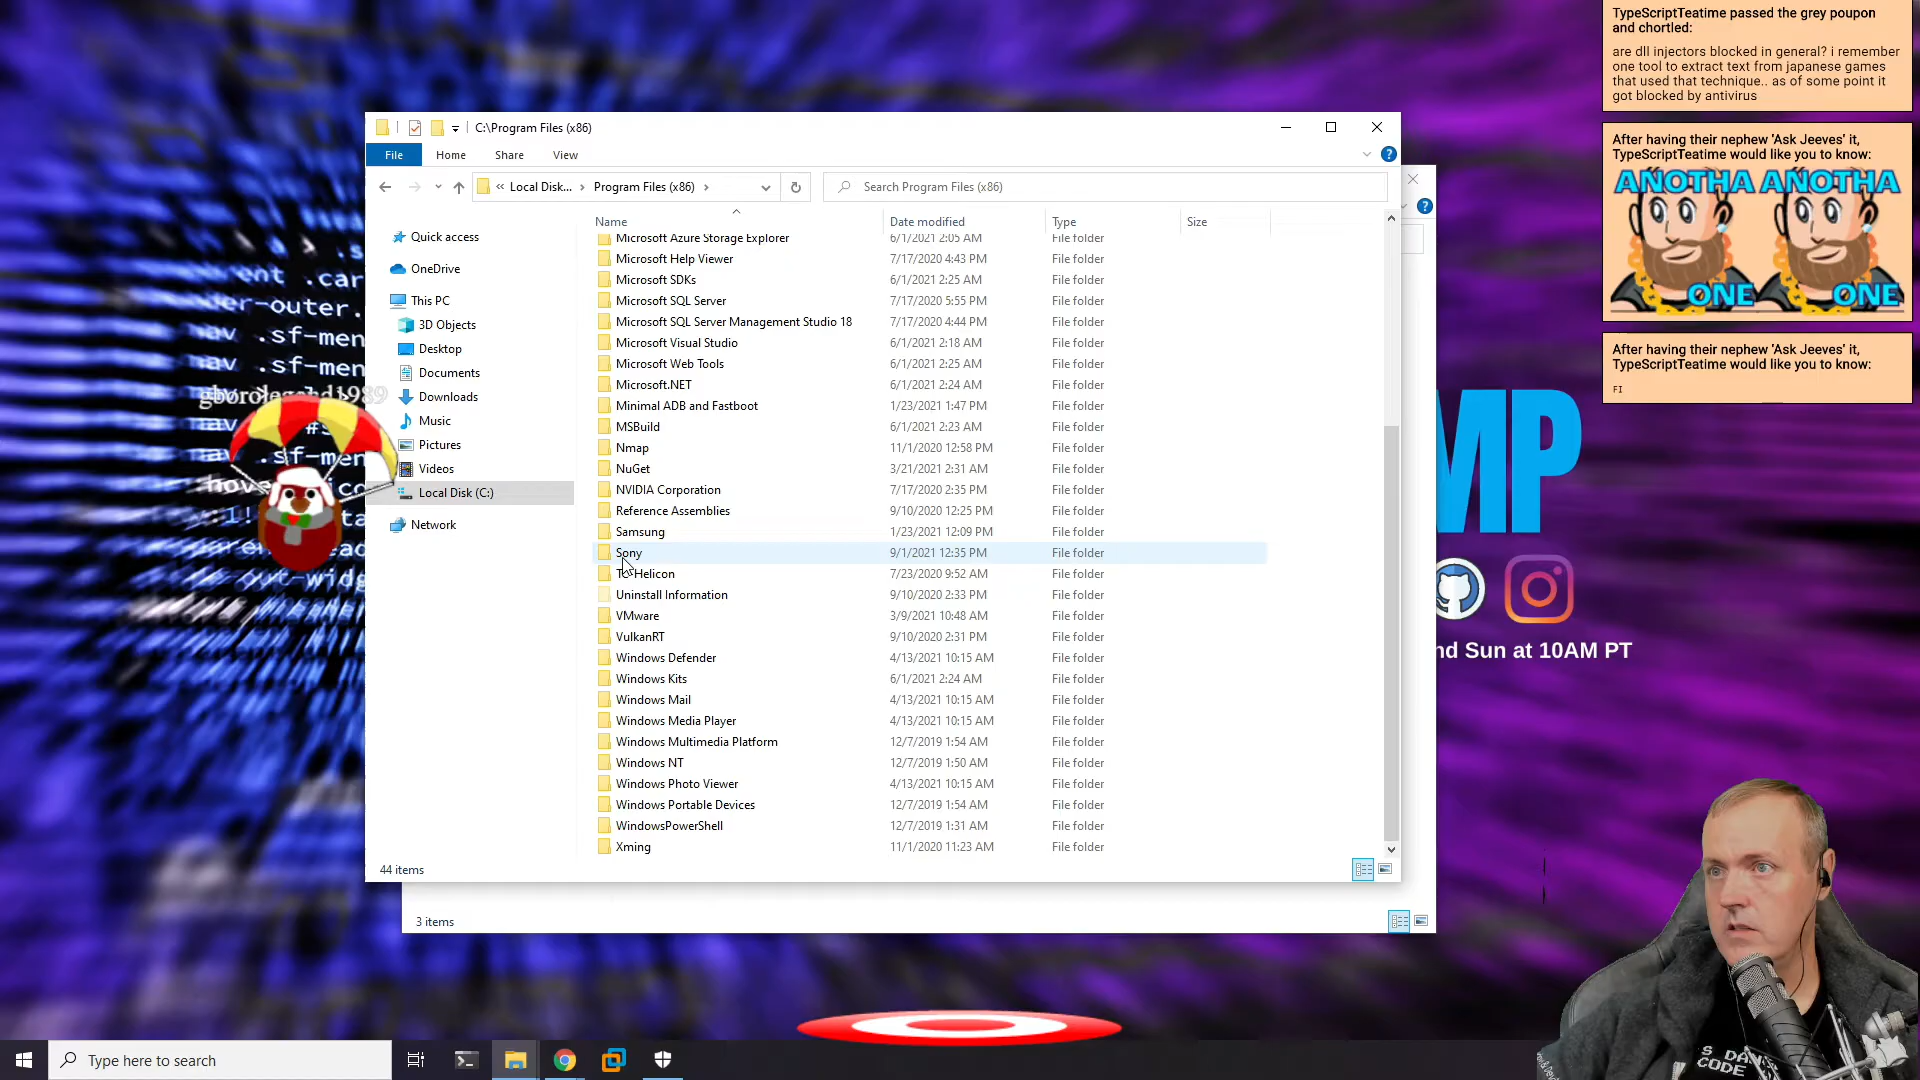 TypeScriptTeatime passed the grey poupon
and chortled:
are dll injectors blocked in general? i remember
one tool to extract text from japanese games
that used that technique.. as of some point it
got blocked by antivirus
After having their nephew 'Ask Jeeves' it,
TypeScriptTeatime would like you to know:
ANOTHA ANOTHA
ONE ONE
After having their nephew 'Ask Jeeves' it,
TypeScriptTeatime would like you to know:
FI
C:\Program Files (x86)
File Home Share View
« Local Disk... › Program Files (x86) ›
Search Program Files (x86)
Name Date modified Type Size
Quick access
OneDrive
This PC
3D Objects
Desktop
Documents
Downloads
Music
Pictures
Videos
Local Disk (C:)
Network
Microsoft Azure Storage Explorer 6/1/2021 2:05 AM File folder
Microsoft Help Viewer 7/17/2020 4:43 PM File folder
Microsoft SDKs 6/1/2021 2:25 AM File folder
Microsoft SQL Server 7/17/2020 5:55 PM File folder
Microsoft SQL Server Management Studio 18 7/17/2020 4:44 PM File folder
Microsoft Visual Studio 6/1/2021 2:18 AM File folder
Microsoft Web Tools 6/1/2021 2:25 AM File folder
Microsoft.NET 6/1/2021 2:24 AM File folder
Minimal ADB and Fastboot 1/23/2021 1:47 PM File folder
MSBuild 6/1/2021 2:23 AM File folder
Nmap 11/1/2020 12:58 PM File folder
NuGet 3/21/2021 2:31 AM File folder
NVIDIA Corporation 7/17/2020 2:35 PM File folder
Reference Assemblies 9/10/2020 12:25 PM File folder
Samsung 1/23/2021 12:09 PM File folder
Sony 9/1/2021 12:35 PM File folder
TC-Helicon 7/23/2020 9:52 AM File folder
Uninstall Information 9/10/2020 2:33 PM File folder
VMware 3/9/2021 10:48 AM File folder
VulkanRT 9/10/2020 2:31 PM File folder
Windows Defender 4/13/2021 10:15 AM File folder
Windows Kits 6/1/2021 2:24 AM File folder
Windows Mail 4/13/2021 10:15 AM File folder
Windows Media Player 4/13/2021 10:15 AM File folder
Windows Multimedia Platform 12/7/2019 1:54 AM File folder
Windows NT 12/7/2019 1:50 AM File folder
Windows Photo Viewer 4/13/2021 10:15 AM File folder
Windows Portable Devices 12/7/2019 1:54 AM File folder
WindowsPowerShell 12/7/2019 1:31 AM File folder
Xming 11/1/2020 11:23 AM File folder
44 items
3 items
gborolegend1989
MP
nd Sun at 10AM PT
Type here to search
CODE